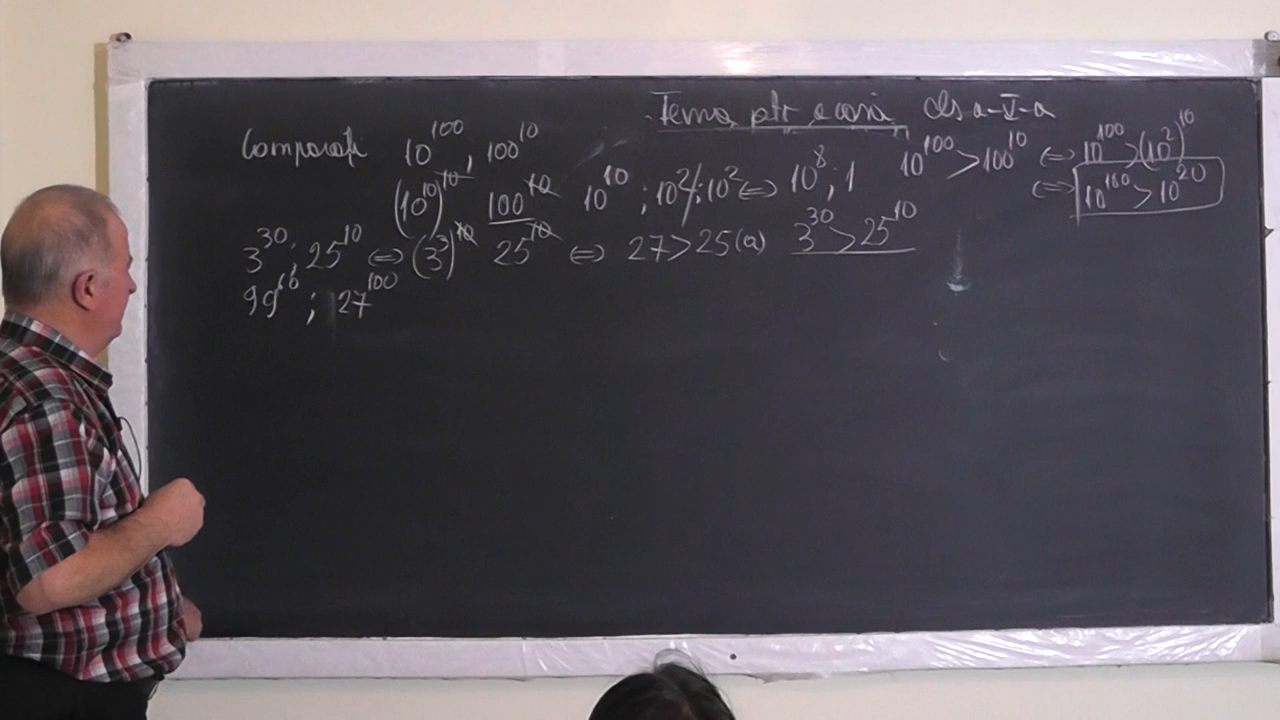 Tema ptr acasă cls a-V-a
Comparați 10^100 ; 100^10 10^100 > 100^10 ⇔ 10^100 > (10^2)^10
(10^10)^10 100^10 10^10 ; 10^2 / : 10^2 ⇔ 10^8 ; 1 ⇔ 10^100 > 10^20
3^30 ; 25^10 ⇔ (3^3)^10 25^10 ⇔ 27 > 25 (a) 3^30 > 25^10
99^66 ; 27^100